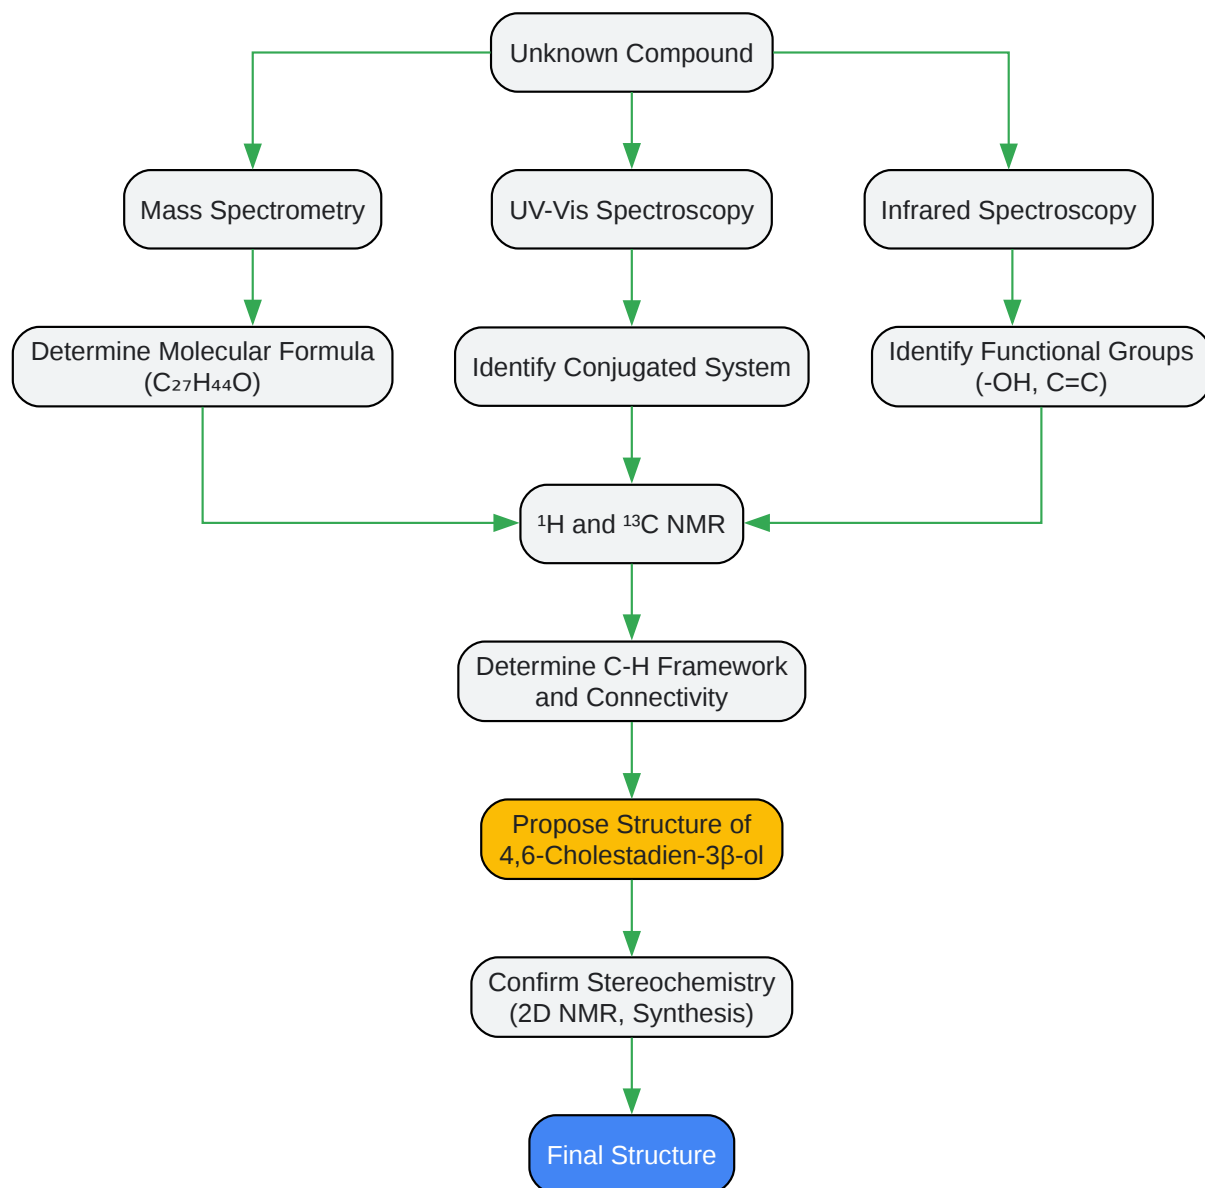 Unknown Compound
Mass Spectrometry
UV-Vis Spectroscopy
Infrared Spectroscopy
Determine Molecular Formula
(C₂₇H₄₄O)
Identify Conjugated System
Identify Functional Groups
(-OH, C=C)
¹H and ¹³C NMR
Determine C-H Framework
and Connectivity
Propose Structure of
4,6-Cholestadien-3β-ol
Confirm Stereochemistry
(2D NMR, Synthesis)
Final Structure